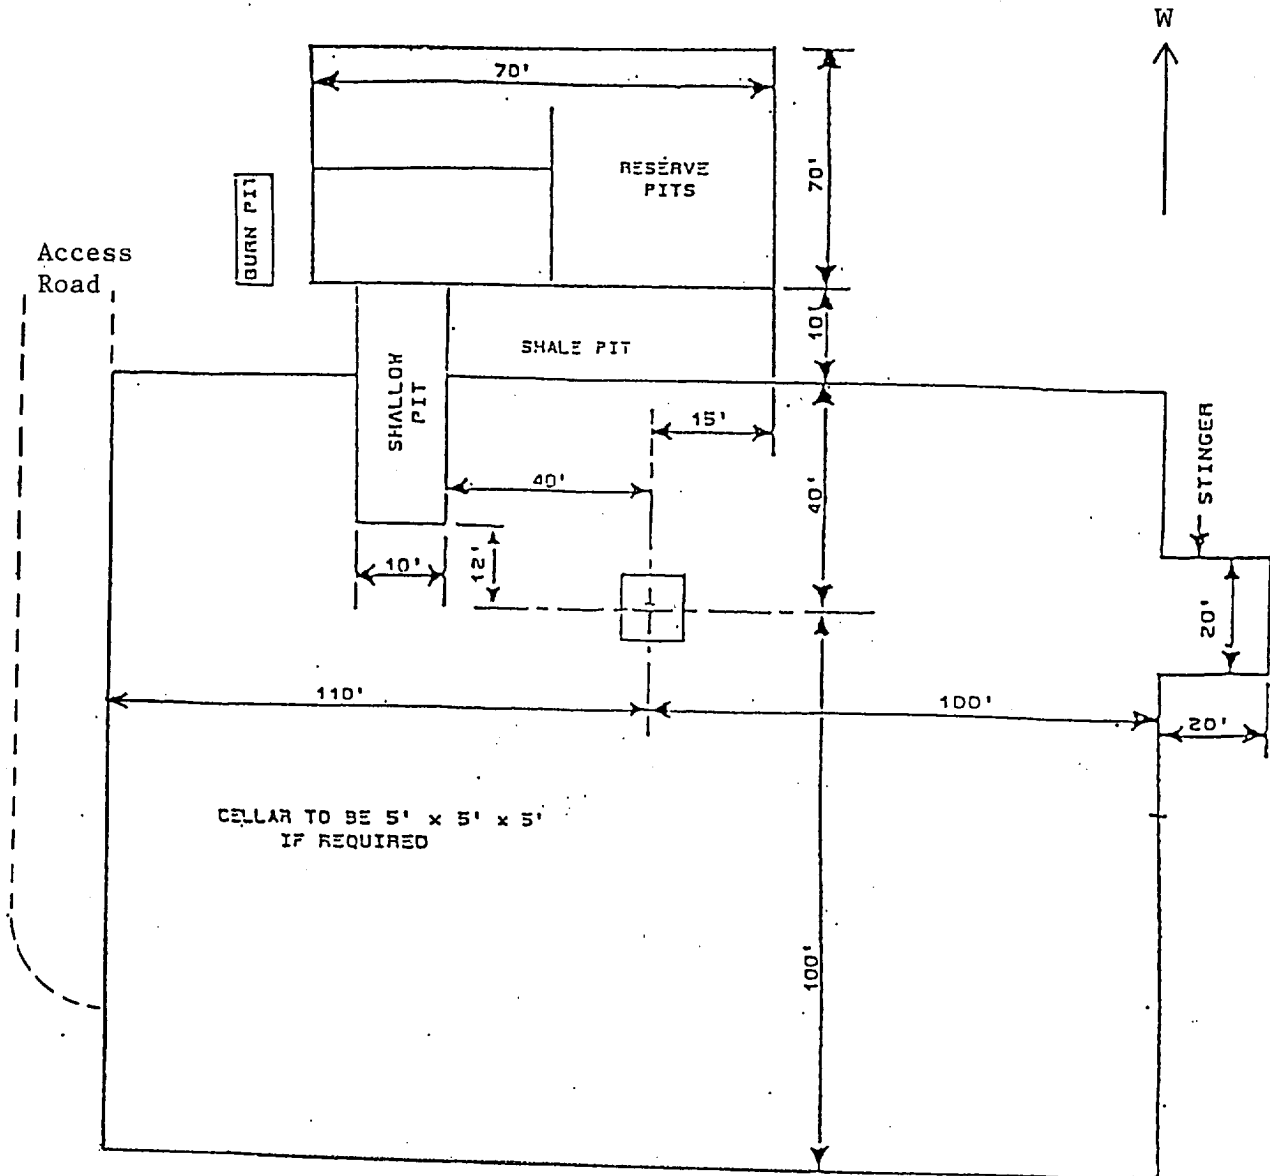 W
70'
RESERVE
PITS
70'
BURN PIT
Access
Road
10'
SHALE PIT
SHALLOW
PIT
15'
STINGER
40'
40'
10'
12'
20'
110'
100'
20'
CELLAR TO BE 5' x 5' x 5'
IF REQUIRED
100'